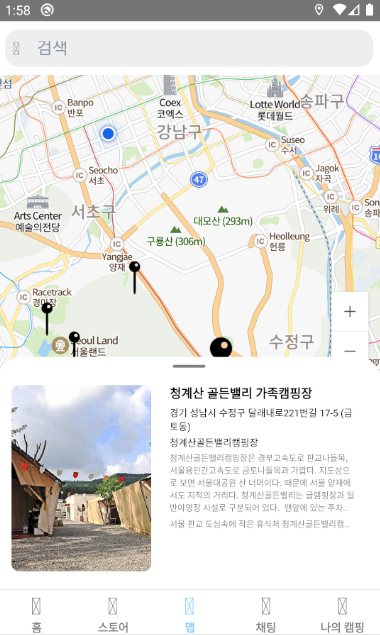 1:58
검색
Banpo
반포
Coex
코엑스
Lotte World
롯데월드
송파구
강남구
Suseo
수서
Seocho
서초
47
Jagok
자곡
위례
Arts Center
예술의전당
서초구
대모산 (293m)
구룡산 (306m)
Heolleung
헌릉
Yangjae
양재
Racetrack
경마장
Seoul Land
서울랜드
수정구
+
−
청계산 골든밸리 가족캠핑장
경기 성남시 수정구 달래내로221번길 17-5 (금
토동)
청계산골든밸리캠핑장
청계산골든밸리캠핑장은 경부고속도로 판교나들목,
서울용인간고속도로 금토나들목과 가깝다. 지도상으
로 보면 서울대공원 산 너머이다. 때문에 서울 양재에
서도 지척의 거리다. 청계산골든밸리는 글램핑장과 일
반야영장 시설로 구분되어 있다. 맨앞에 있는 주차...
서울 판교 도심속에 작은 휴식처 청계산골든밸리캠...
홈
스토어
맵
채팅
나의 캠핑